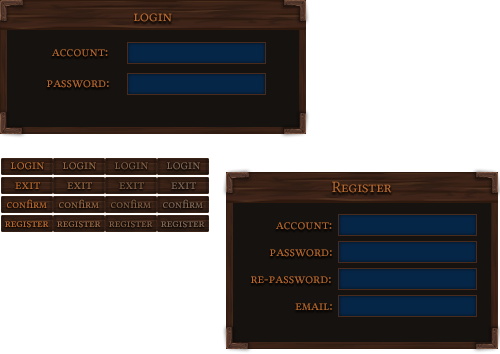 LOGIN
ACCOUNT:
PASSWORD:
LOGIN LOGIN LOGIN LOGIN
EXIT EXIT EXIT EXIT
CONFIRM CONFIRM CONFIRM CONFIRM
REGISTER REGISTER REGISTER REGISTER
REGISTER
ACCOUNT:
PASSWORD:
RE-PASSWORD:
EMAIL: